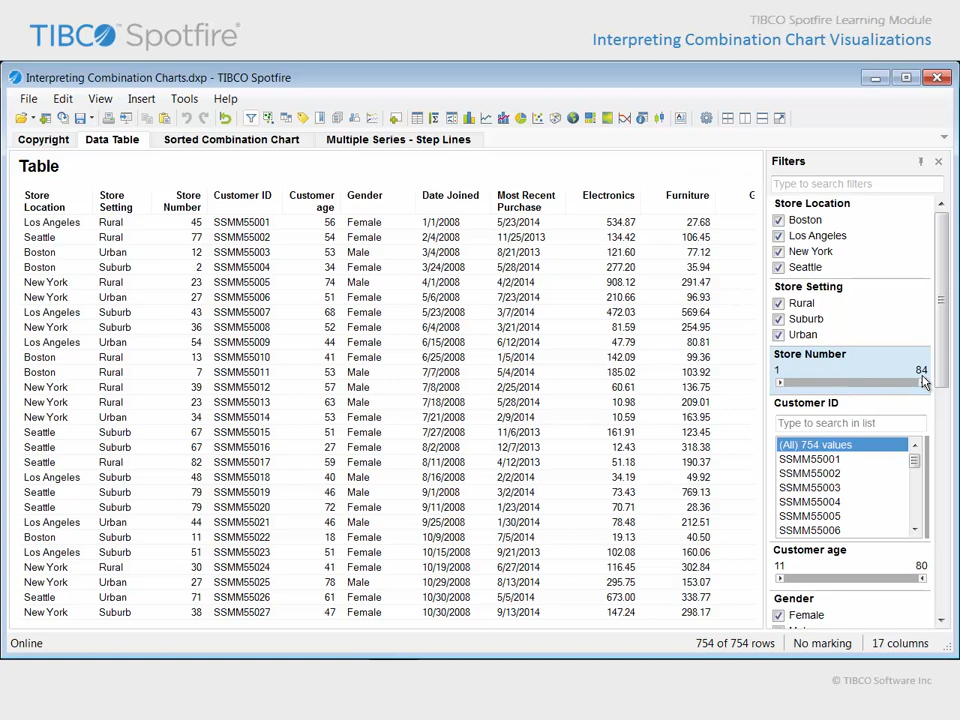 TIBCO Spotfire Learning Module
TIBCO™ Spotfire®
Interpreting Combination Chart Visualizations
Interpreting Combination Charts.dxp - TIBCO Spotfire
File Edit View Insert Tools Help
Copyright Data Table Sorted Combination Chart Multiple Series - Step Lines
Table
Store Location Store Setting Store Number Customer ID Customer age Gender Date Joined Most Recent Purchase Electronics Furniture G
Los Angeles Rural 45 SSMM55001 56 Female 1/1/2008 5/23/2014 534.87 27.68
Seattle Rural 77 SSMM55002 54 Female 2/4/2008 11/25/2013 134.42 106.45
Boston Urban 12 SSMM55003 53 Male 3/4/2008 8/21/2013 121.60 77.12
Boston Suburb 2 SSMM55004 34 Female 3/24/2008 5/28/2014 277.20 35.94
New York Rural 23 SSMM55005 74 Male 4/1/2008 4/2/2014 908.12 291.47
New York Urban 27 SSMM55006 51 Female 5/6/2008 7/23/2014 210.66 96.93
Los Angeles Suburb 43 SSMM55007 68 Female 5/23/2008 3/7/2014 472.03 569.64
New York Suburb 36 SSMM55008 52 Female 6/4/2008 3/21/2014 81.59 254.95
Los Angeles Urban 54 SSMM55009 44 Female 6/15/2008 6/12/2014 47.79 80.81
Boston Rural 13 SSMM55010 41 Female 6/25/2008 1/5/2014 142.09 99.36
Boston Rural 7 SSMM55011 53 Male 7/7/2008 5/4/2014 185.02 103.92
New York Rural 39 SSMM55012 57 Male 7/8/2008 2/25/2014 60.61 136.75
New York Rural 23 SSMM55013 63 Male 7/18/2008 5/28/2014 10.98 209.01
New York Urban 34 SSMM55014 53 Female 7/21/2008 2/9/2014 10.59 163.95
Seattle Suburb 67 SSMM55015 51 Female 7/27/2008 11/6/2013 161.91 123.45
Seattle Suburb 67 SSMM55016 27 Female 8/2/2008 12/7/2013 12.43 318.38
Seattle Rural 82 SSMM55017 59 Female 8/11/2008 4/12/2013 51.18 190.37
Los Angeles Suburb 48 SSMM55018 40 Male 8/16/2008 2/2/2014 34.19 49.92
Seattle Suburb 79 SSMM55019 46 Male 9/1/2008 3/2/2014 73.43 769.13
Seattle Suburb 79 SSMM55020 72 Female 9/11/2008 1/23/2014 70.71 28.36
Los Angeles Urban 44 SSMM55021 46 Male 9/25/2008 1/30/2014 78.48 212.51
Boston Suburb 11 SSMM55022 18 Female 10/9/2008 7/5/2014 19.13 40.50
Los Angeles Suburb 51 SSMM55023 51 Female 10/15/2008 9/21/2013 102.08 160.06
New York Rural 30 SSMM55024 41 Female 10/19/2008 6/27/2014 116.45 302.84
New York Urban 27 SSMM55025 78 Male 10/29/2008 8/13/2014 295.75 153.07
Seattle Urban 71 SSMM55026 61 Female 10/30/2008 5/5/2014 673.00 338.77
New York Suburb 38 SSMM55027 47 Female 10/30/2008 9/13/2014 147.24 298.17
Filters
Type to search filters
Store Location
Boston
Los Angeles
New York
Seattle
Store Setting
Rural
Suburb
Urban
Store Number
1 84
Customer ID
Type to search in list
(All) 754 values
SSMM55001
SSMM55002
SSMM55003
SSMM55004
SSMM55005
SSMM55006
Customer age
11 80
Gender
Female
Online 754 of 754 rows No marking 17 columns
© TIBCO Software Inc